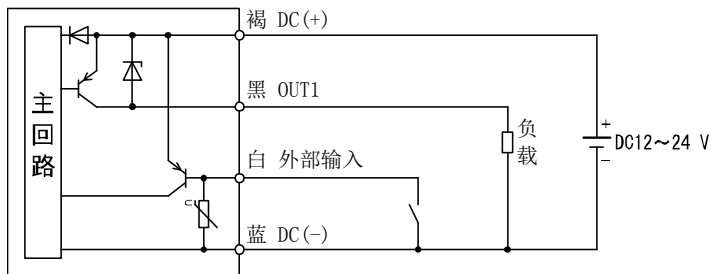 褐 DC(+)
黑 OUT1
主回路
负载
+
DC12～24 V
−
白 外部输入
U
蓝 DC(−)